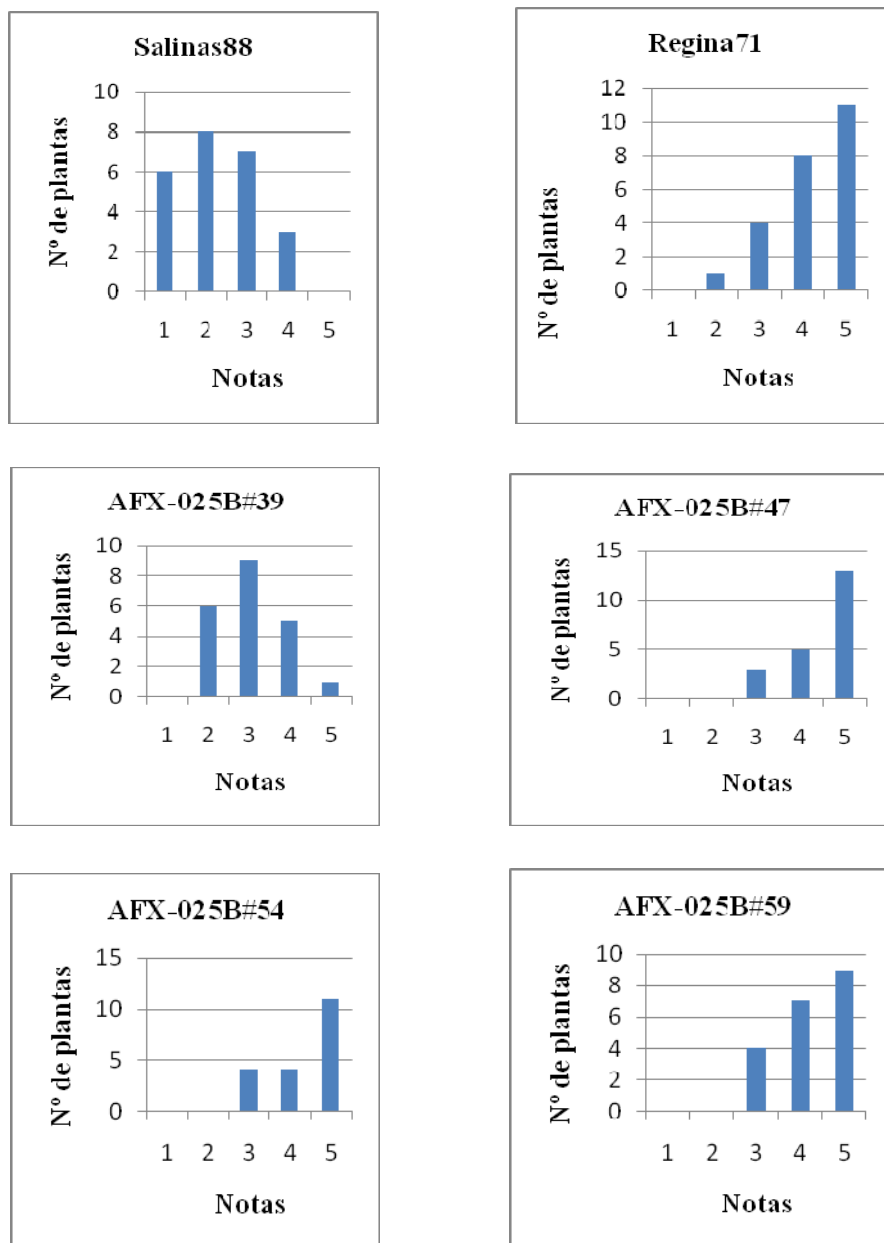 Salinas88
Nº de plantas
10
8
6
4
2
0
1 2 3 4 5
Notas
Regina71
Nº de plantas
12
10
8
6
4
2
0
1 2 3 4 5
Notas
AFX-025B#39
Nº de plantas
10
8
6
4
2
0
1 2 3 4 5
Notas
AFX-025B#47
Nº de plantas
15
10
5
0
1 2 3 4 5
Notas
AFX-025B#54
Nº de plantas
15
10
5
0
1 2 3 4 5
Notas
AFX-025B#59
Nº de plantas
10
8
6
4
2
0
1 2 3 4 5
Notas